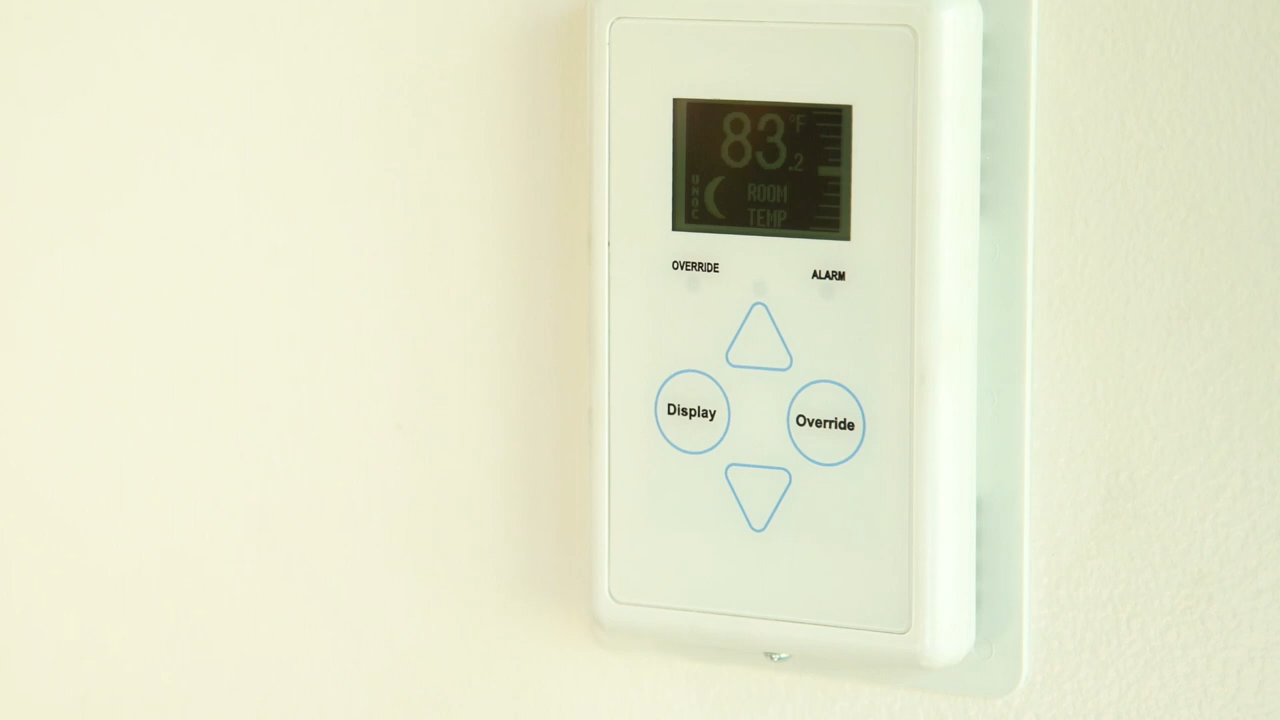 83.2 °F
UNOC
ROOM
TEMP
OVERRIDE
ALARM
Display
Override